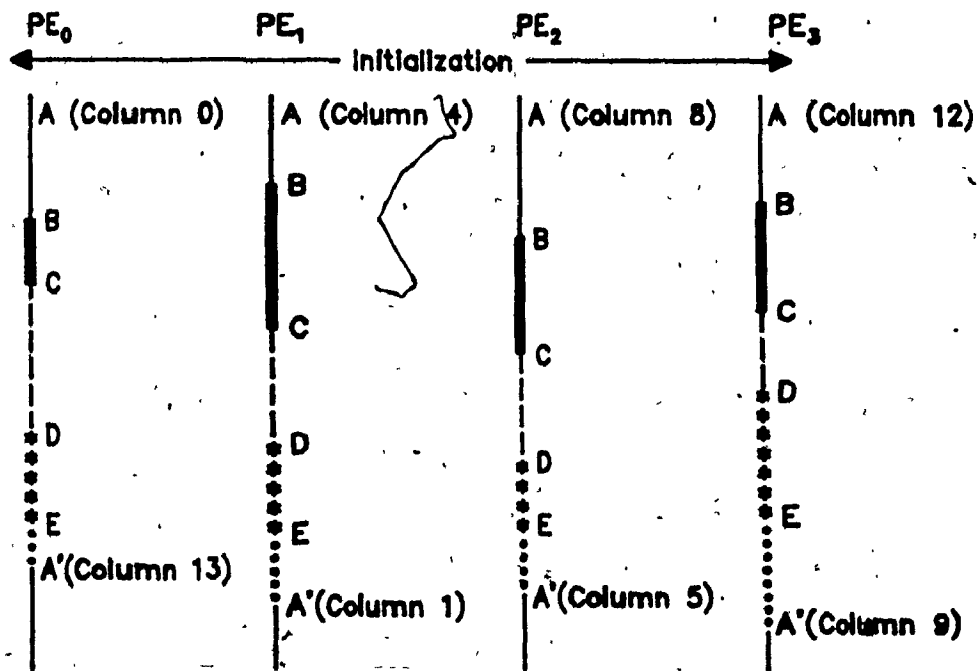 PE0 PE1 PE2 PE3
Initialization
A (Column 0) A (Column 4) A (Column 8) A (Column 12)
B B B B
C C C C
D D D D
E E E E
A'(Column 13) A'(Column 1) A'(Column 5) A'(Column 9)